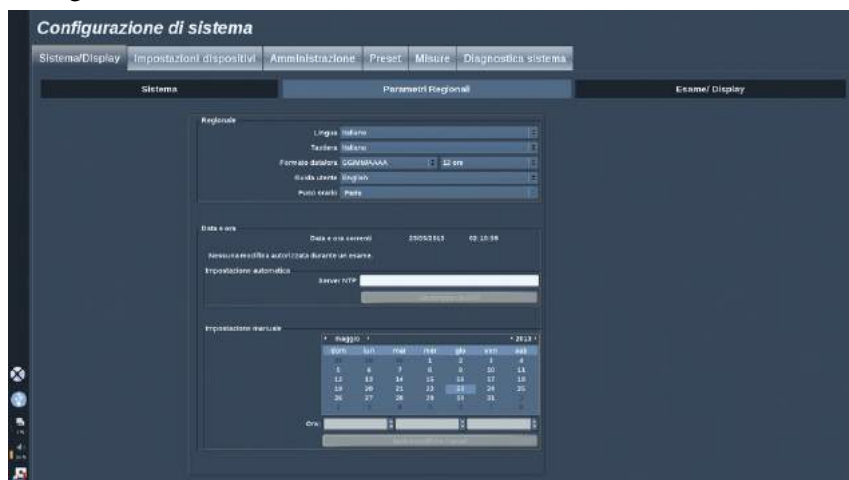 Configurazione di sistema
Sistema/Display Impostazioni dispositivi Amministrazione Preset Misure Diagnostica sistema
Sistema Parametri Regionali Esame/ Display
Regionale
Lingua Italiano
Tastiera Italiano
Formato data/ora GG/MM/AAAA 12 ore
Guida utente English
Fuso orario Paris
Data e ora
Data e ora correnti 23/05/2013
Nessuna modifica autorizzata durante un esame.
Impostazione automatica
Server NTP
Impostazione manuale
maggio 2013
dom lun mar mer gio ven sab
1 2 3 4
5 6 7 8 9 10 11
12 13 14 15 16 17 18
19 20 21 22 23 24 25
26 27 28 29 30 31
Ora: